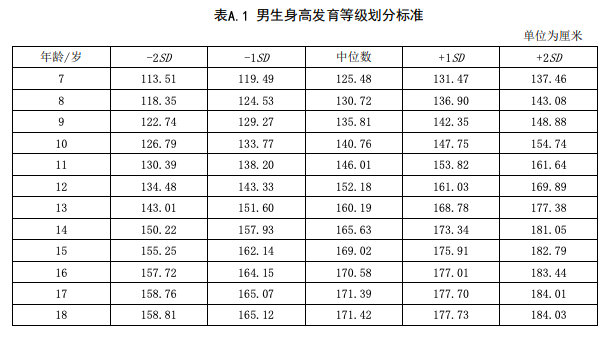 表A.1 男生身高发育等级划分标准
单位为厘米
年龄/岁 -2SD -1SD 中位数 +1SD +2SD
7 113.51 119.49 125.48 131.47 137.46
8 118.35 124.53 130.72 136.90 143.08
9 122.74 129.27 135.81 142.35 148.88
10 126.79 133.77 140.76 147.75 154.74
11 130.39 138.20 146.01 153.82 161.64
12 134.48 143.33 152.18 161.03 169.89
13 143.01 151.60 160.19 168.78 177.38
14 150.22 157.93 165.63 173.34 181.05
15 155.25 162.14 169.02 175.91 182.79
16 157.72 164.15 170.58 177.01 183.44
17 158.76 165.07 171.39 177.70 184.01
18 158.81 165.12 171.42 177.73 184.03